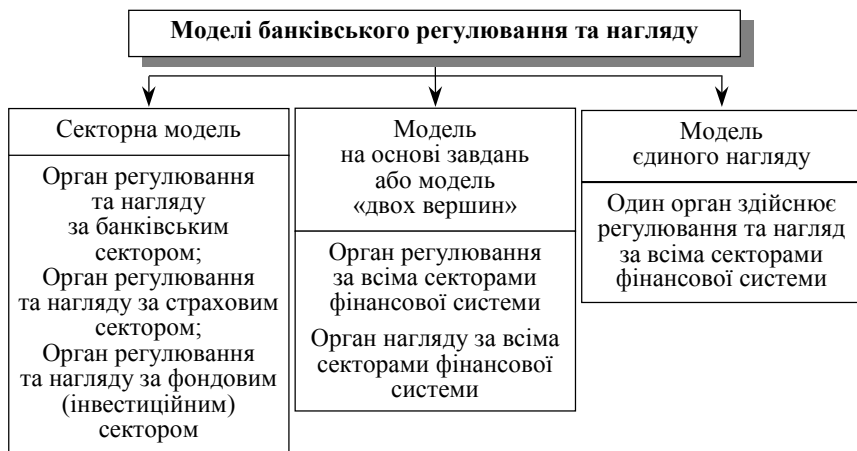 Моделі банківського регулювання та нагляду
Секторна модель
Орган регулювання
та нагляду
за банківським
сектором;
Орган регулювання
та нагляду за страховим
сектором;
Орган регулювання
та нагляду за фондовим
(інвестиційним)
сектором
Модель
на основі завдань
або модель
«двох вершин»
Орган регулювання
за всіма секторами
фінансової системи
Орган нагляду за всіма
секторами фінансової
системи
Модель
єдиного нагляду
Один орган здійснює
регулювання та нагляд
за всіма секторами
фінансової системи